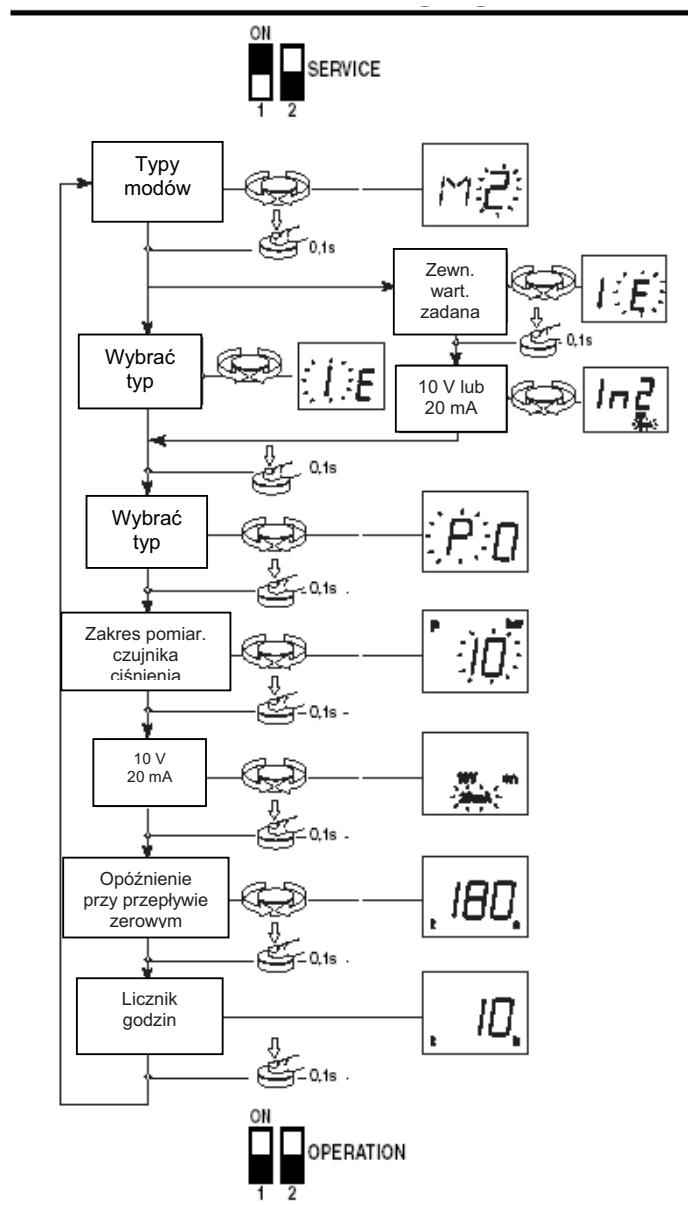 ON
SERVICE
1 2
Typy
modów
M2
0,1s
Zewn.
wart.
zadana
1E
0,1s
Wybrać
typ
1E
10 V lub
20 mA
In2
0,1s
Wybrać
typ
P0
0,1s .
Zakres pomiar.
czujnika
ciśnienia
P bar
10
0,1s -
10 V
20 mA
10V
20mA
0,1s .
Opóźnienie
przy przepływie
zerowym
180
0,1s .
Licznik
godzin
10
0,1s .
ON
OPERATION
1 2